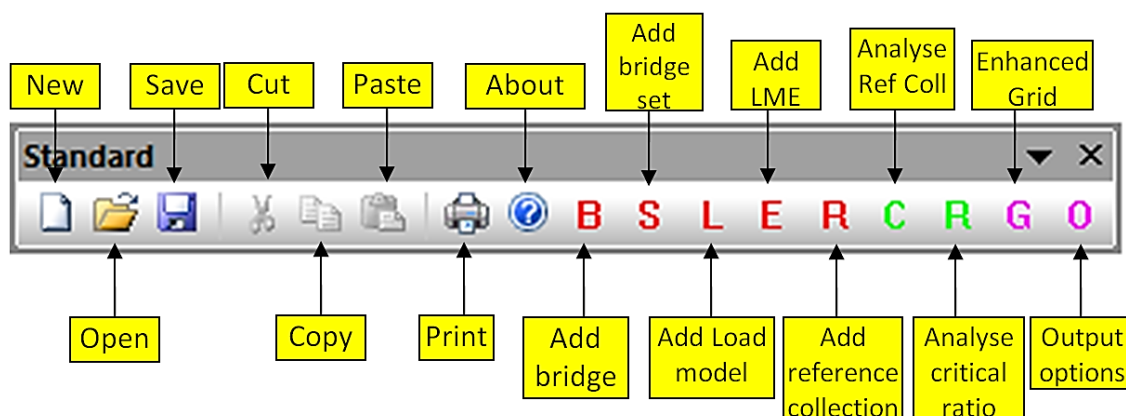 New
Save
Cut
Paste
About
Add
bridge
set
Add
LME
Analyse
Ref Coll
Enhanced
Grid
Standard
B
S
L
E
R
C
R
G
O
Open
Copy
Print
Add
bridge
Add Load
model
Add
reference
collection
Analyse
critical
ratio
Output
options